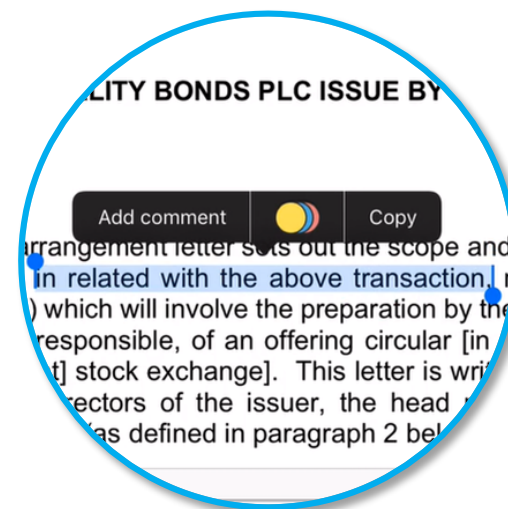 LITY BONDS PLC ISSUE BY
Add comment
Copy
arrangement letter sets out the scope and
in related with the above transaction,
) which will involve the preparation by the
responsible, of an offering circular [in
t] stock exchange]. This letter is
rectors of the issuer, the head
(as defined in paragraph 2